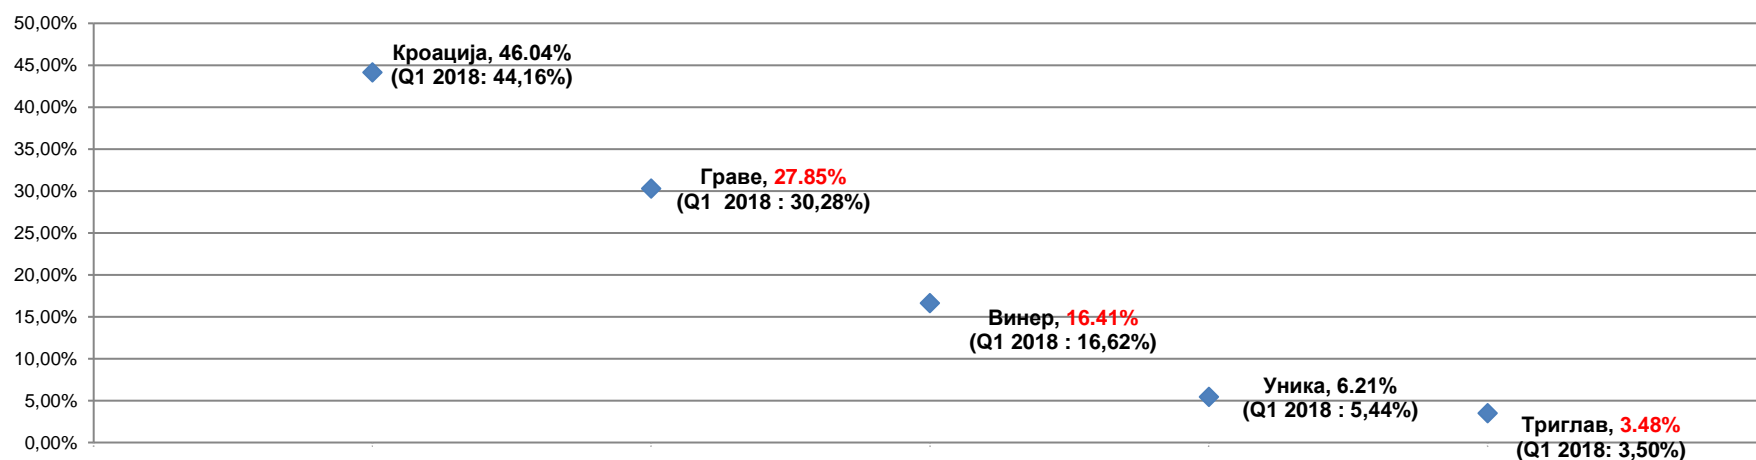 50,00%
45,00%
40,00%
35,00%
30,00%
25,00%
20,00%
15,00%
10,00%
5,00%
0,00%
Кроација, 46.04%
(Q1 2018: 44,16%)
Граве, 27.85%
(Q1 2018 : 30,28%)
Винер, 16.41%
(Q1 2018 : 16,62%)
Уника, 6.21%
(Q1 2018 : 5,44%)
Триглав, 3.48%
(Q1 2018: 3,50%)